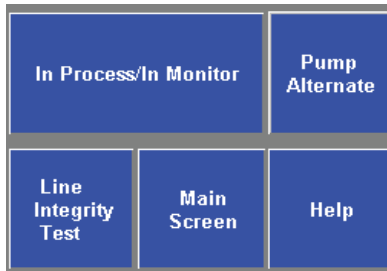 In Process/In Monitor
Pump
Alternate
Line
Integrity
Test
Main
Screen
Help